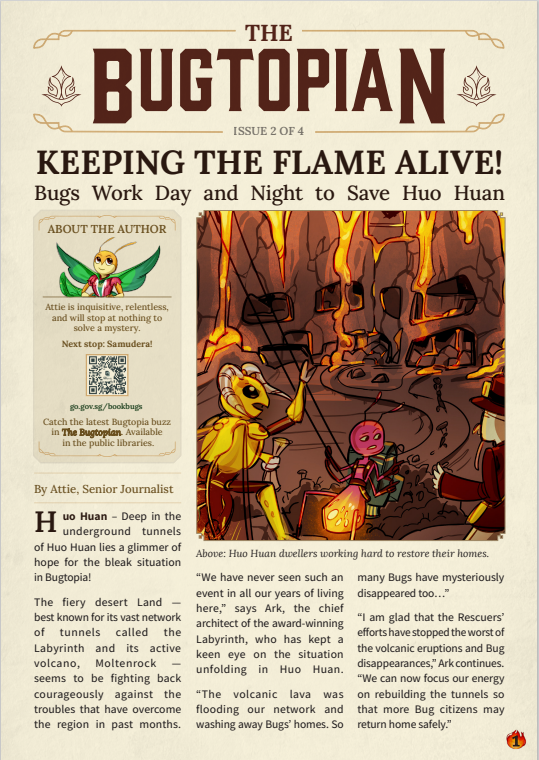 THE
BUGTOPIAN
ISSUE 2 OF 4
KEEPING THE FLAME ALIVE!
Bugs Work Day and Night to Save Huo Huan
ABOUT THE AUTHOR
Attie is inquisitive, relentless,
and will stop at nothing to
solve a mystery.
Next stop: Samudera!
go.gov.sg/bookbugs
Catch the latest Bugtopia buzz
in The Bugtopian. Available
in the public libraries.
By Attie, Senior Journalist
Huo Huan – Deep in the
underground tunnels
of Huo Huan lies a glimmer of
hope for the bleak situation
in Bugtopia!
The fiery desert Land —
best known for its vast network
of tunnels called the
Labyrinth and its active
volcano, Moltenrock —
seems to be fighting back
courageously against the
troubles that have overcome
the region in past months.
Above: Huo Huan dwellers working hard to restore their homes.
“We have never seen such an
event in all our years of living
here,” says Ark, the chief
architect of the award-winning
Labyrinth, who has kept a
keen eye on the situation
unfolding in Huo Huan.
“The volcanic lava was
flooding our network and
washing away Bugs’ homes. So
many Bugs have mysteriously
disappeared too…”
“I am glad that the Rescuers’
efforts have stopped the worst of
the volcanic eruptions and Bug
disappearances,” Ark continues.
“We can now focus our energy
on rebuilding the tunnels so
that more Bug citizens may
return home safely.”
1